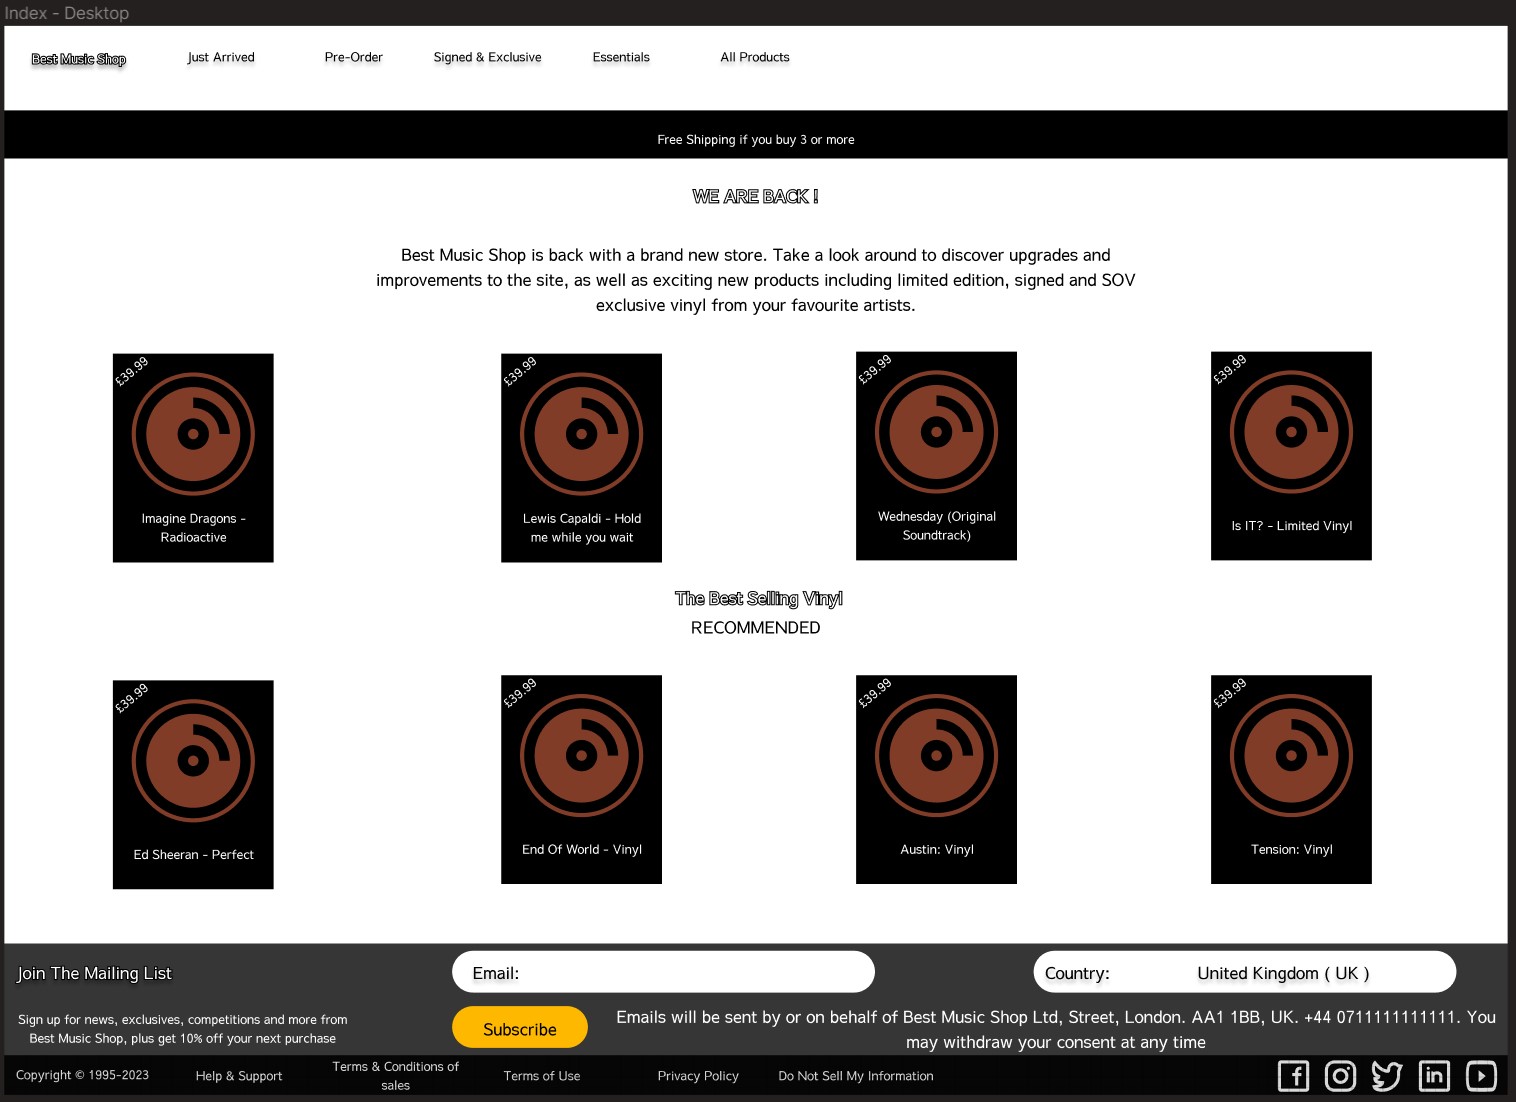 Index - Desktop
Best Music Shop
Just Arrived
Pre-Order
Signed & Exclusive
Essentials
All Products
Free Shipping if you buy 3 or more
WE ARE BACK !
Best Music Shop is back with a brand new store. Take a look around to discover upgrades and
improvements to the site, as well as exciting new products including limited edition, signed and SOV
exclusive vinyl from your favourite artists.
£39.99
Imagine Dragons -
Radioactive
£39.99
Lewis Capaldi - Hold
me while you wait
£39.99
Wednesday (Original
Soundtrack)
£39.99
Is IT? - Limited Vinyl
The Best Selling Vinyl
RECOMMENDED
£39.99
Ed Sheeran - Perfect
£39.99
End Of World - Vinyl
£39.99
Austin: Vinyl
£39.99
Tension: Vinyl
Join The Mailing List
Email:
Country:
United Kingdom ( UK )
Sign up for news, exclusives, competitions and more from
Best Music Shop, plus get 10% off your next purchase
Subscribe
Emails will be sent by or on behalf of Best Music Shop Ltd, Street, London. AA1 1BB, UK. +44 0711111111111. You
may withdraw your consent at any time
Copyright © 1995-2023
Help & Support
Terms & Conditions of
sales
Terms of Use
Privacy Policy
Do Not Sell My Information